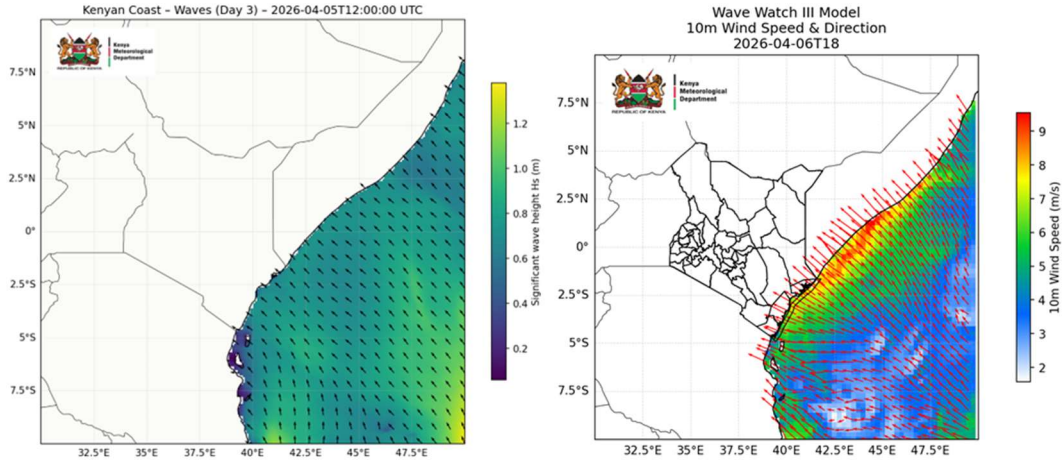 Kenyan Coast – Waves (Day 3) – 2026-04-05T12:00:00 UTC
Kenya
Meteorological
Department
REPUBLIC OF KENYA
7.5°N
5°N
2.5°N
0°
2.5°S
5°S
7.5°S
32.5°E 35°E 37.5°E 40°E 42.5°E 45°E 47.5°E
1.2
1.0
0.8
0.6
0.4
0.2
Significant wave height Hs (m)
Wave Watch III Model
10m Wind Speed & Direction
2026-04-06T18
Kenya
Meteorological
Department
REPUBLIC OF KENYA
7.5°N
5°N
2.5°N
0°
2.5°S
5°S
7.5°S
32.5°E 35°E 37.5°E 40°E 42.5°E 45°E 47.5°E
9
8
7
6
5
4
3
2
10m Wind Speed (m/s)